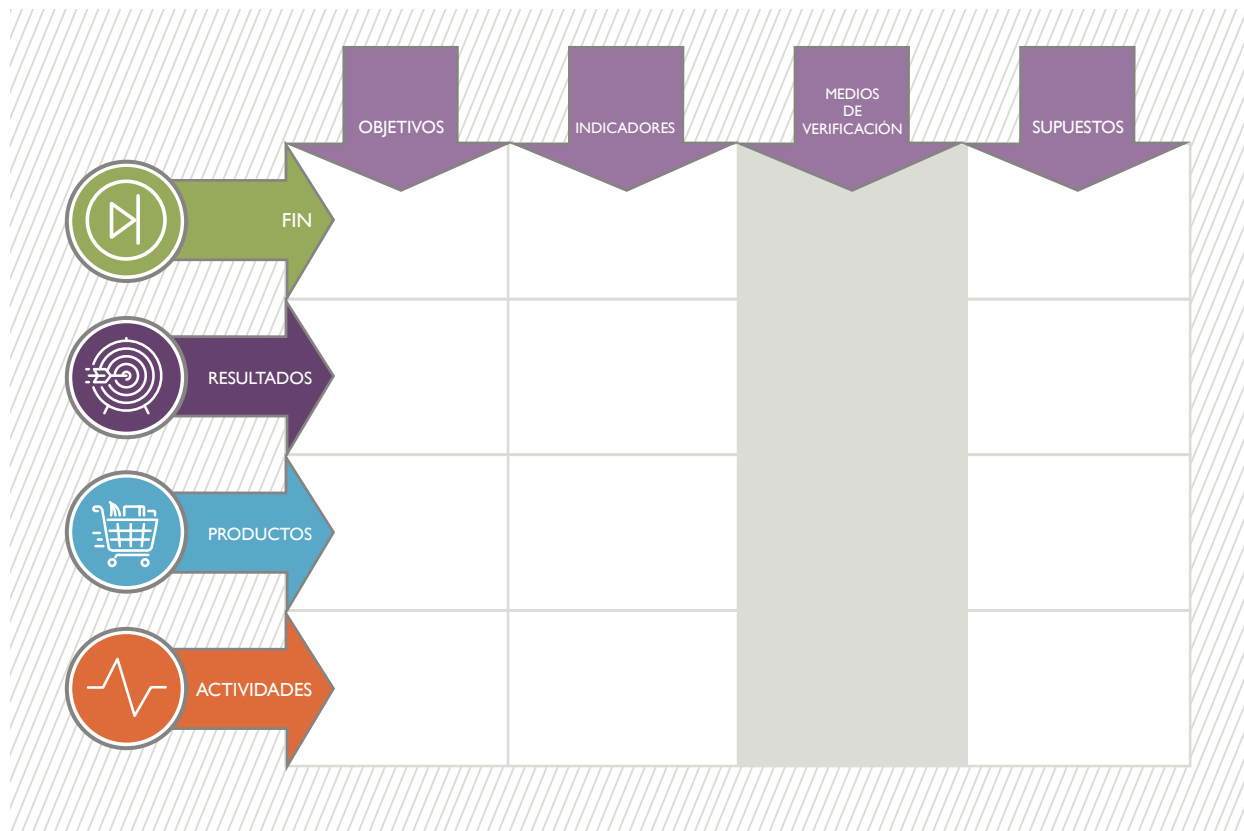 OBJETIVOS
INDICADORES
MEDIOS
DE
VERIFICACIÓN
SUPUESTOS
FIN
RESULTADOS
PRODUCTOS
ACTIVIDADES